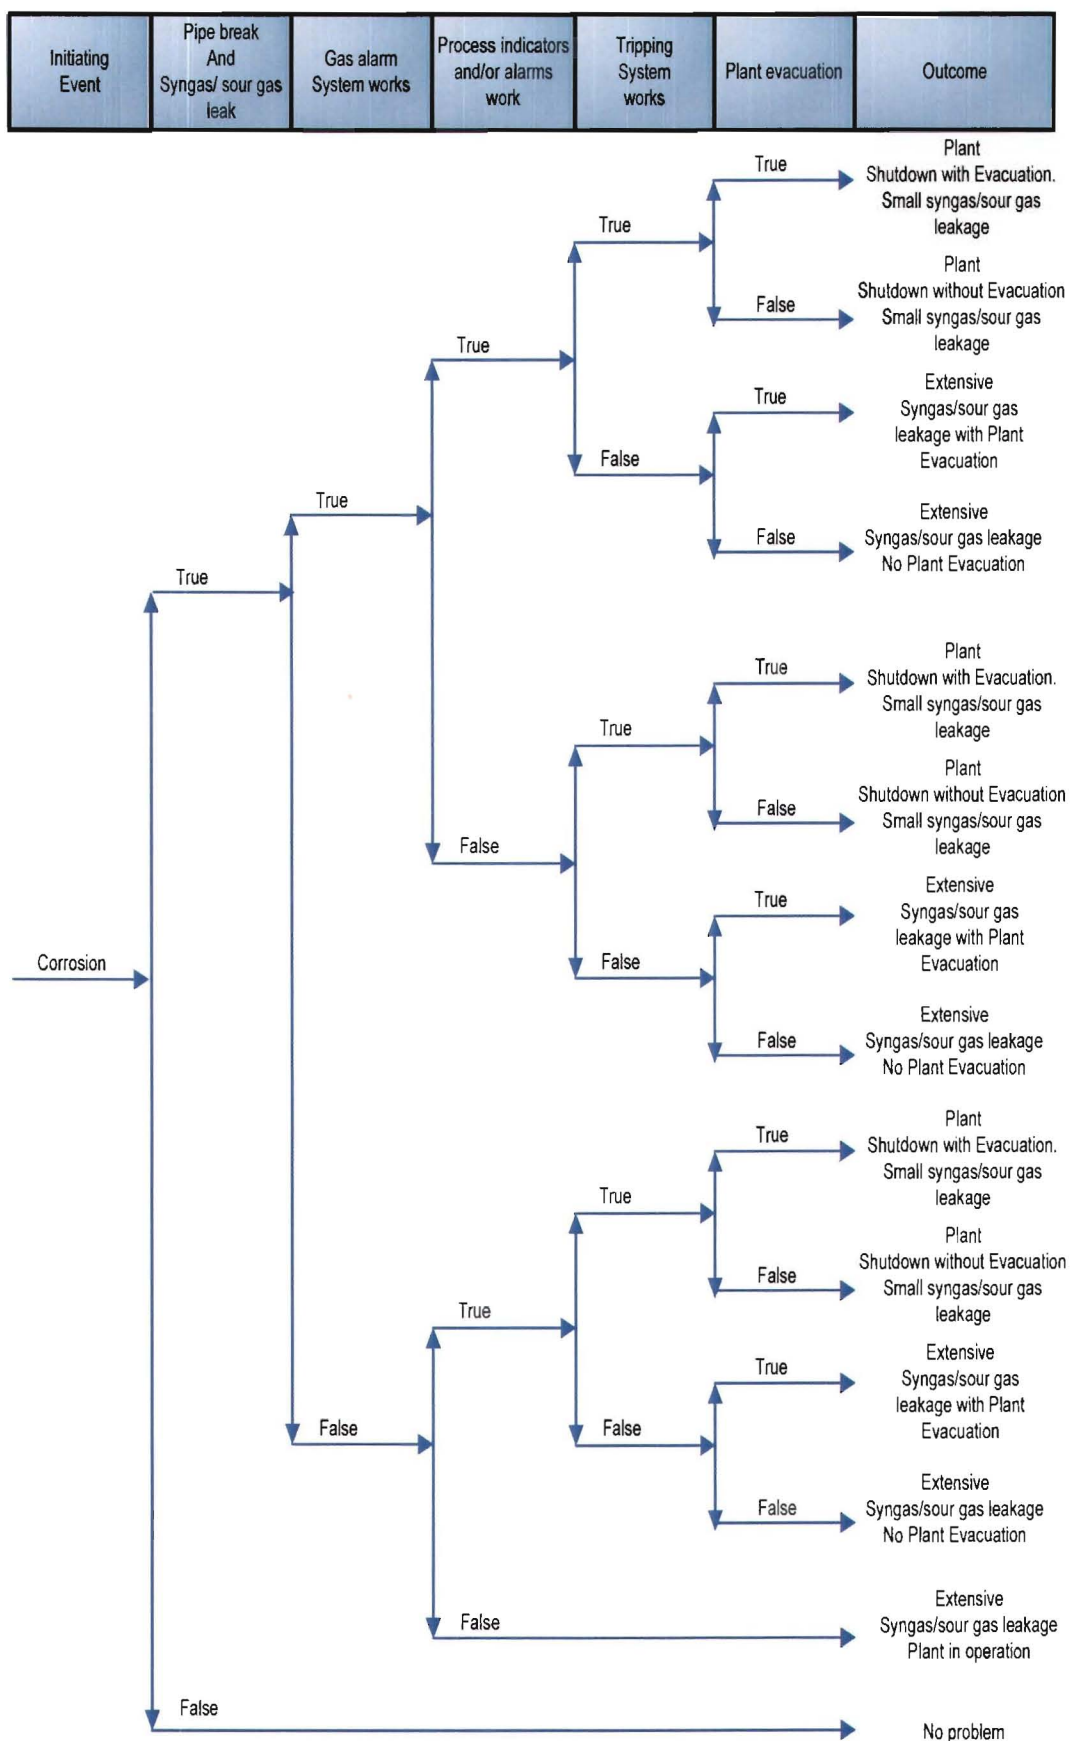 Initiating
Event
Pipe break
And
Syngas/ sour gas
leak
Gas alarm
System works
Process indicators
and/or alarms
work
Tripping
System
works
Plant evacuation
Outcome
True
Plant
Shutdown with Evacuation.
Small syngas/sour gas
leakage
True
False
Plant
Shutdown without Evacuation
Small syngas/sour gas
leakage
True
True
Extensive
Syngas/sour gas
leakage with Plant
Evacuation
False
True
False
Extensive
Syngas/sour gas leakage
No Plant Evacuation
True
True
Plant
Shutdown with Evacuation.
Small syngas/sour gas
leakage
True
False
Plant
Shutdown without Evacuation
Small syngas/sour gas
leakage
False
True
Extensive
Syngas/sour gas
leakage with Plant
Evacuation
Corrosion
False
False
Extensive
Syngas/sour gas leakage
No Plant Evacuation
True
Plant
Shutdown with Evacuation.
Small syngas/sour gas
leakage
True
False
Plant
Shutdown without Evacuation
Small syngas/sour gas
leakage
True
True
Extensive
Syngas/sour gas
leakage with Plant
Evacuation
False
False
False
Extensive
Syngas/sour gas leakage
No Plant Evacuation
False
Extensive
Syngas/sour gas leakage
Plant in operation
False
No problem